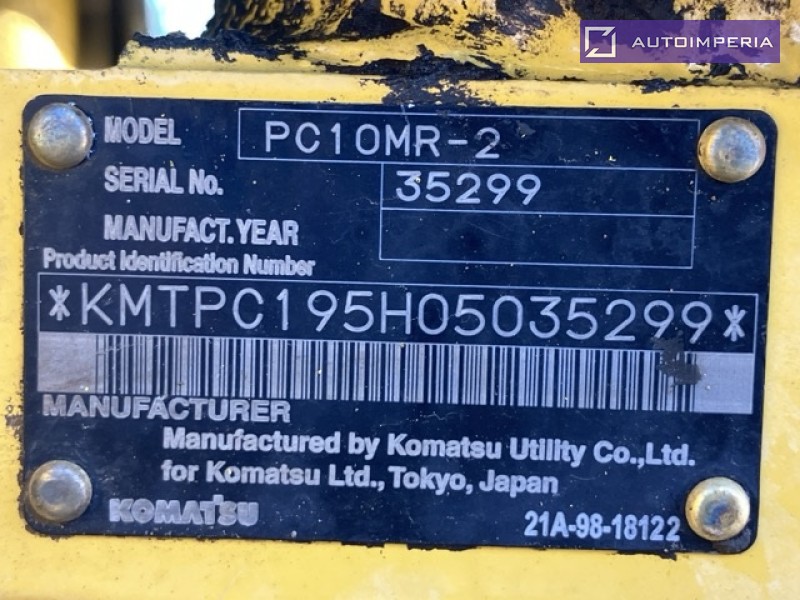 AUTOIMPERIA
MODEL PC10MR-2
SERIAL No. 35299
MANUFACT.YEAR
Product Identification Number
*KMTPC195H05035299*
MANUFACTURER
Manufactured by Komatsu Utility Co.,Ltd.
for Komatsu Ltd., Tokyo, Japan
KOMATSU 21A-98-18122